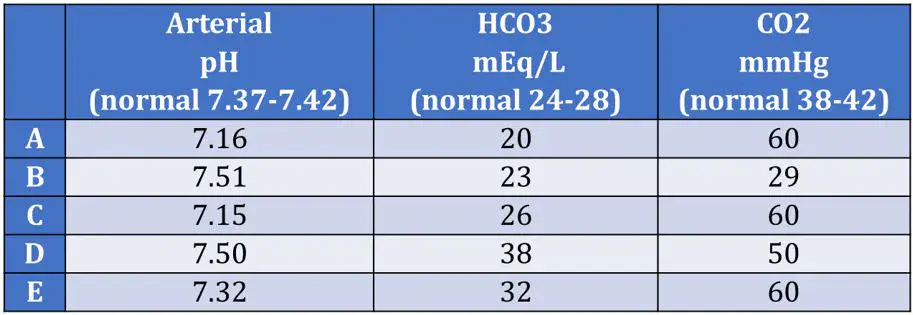 Arterial HCO3 CO2
pH mEq/L mmHg
(normal 7.37-7.42) (normal 24-28) (normal 38-42)
A 7.16 20 60
B 7.51 23 29
C 7.15 26 60
D 7.50 38 50
E 7.32 32 60